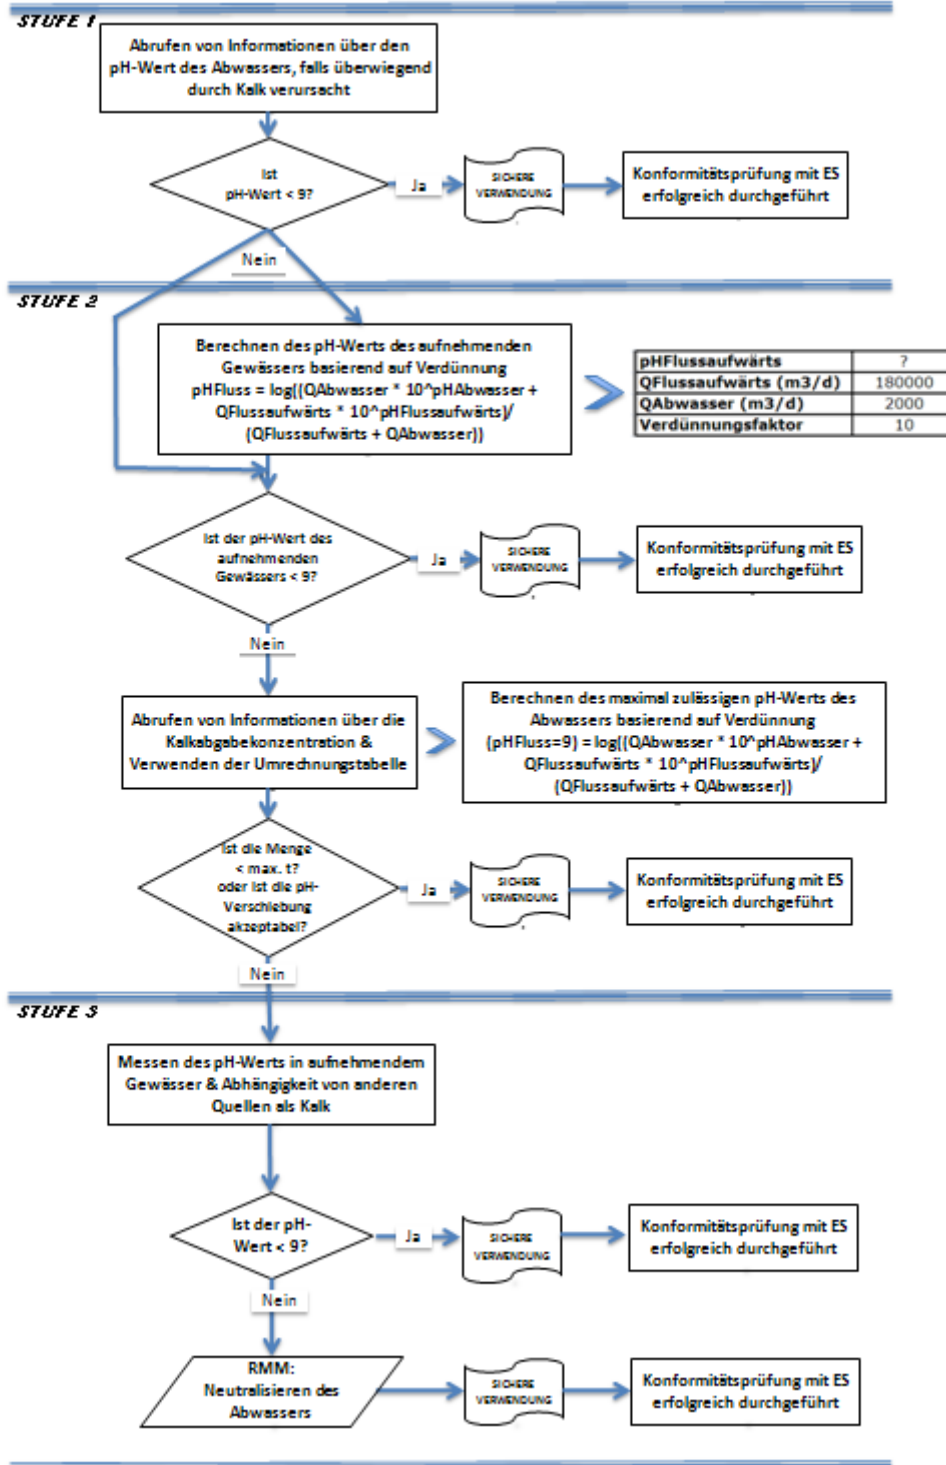 STUFE 1
Abrufen von Informationen über den
pH-Wert des Abwassers, falls überwiegend
durch Kalk verursacht
Ist
pH-Wert < 9?
Ja
SICHERE
VERWENDUNG
Konformitätsprüfung mit ES
erfolgreich durchgeführt
Nein
STUFE 2
Berechnen des pH-Werts des aufnehmenden
Gewässers basierend auf Verdünnung
pHFluss = log((QAbwasser * 10^pHAbwasser +
QFlussaufwärts * 10^pHFlussaufwärts)/
(QFlussaufwärts + QAbwasser))
pHFlussaufwärts ?
QFlussaufwärts (m3/d) 180000
QAbwasser (m3/d) 2000
Verdünnungsfaktor 10
Ist der pH-Wert des
aufnehmenden
Gewässers < 9?
Ja
SICHERE
VERWENDUNG
Konformitätsprüfung mit ES
erfolgreich durchgeführt
Nein
Abrufen von Informationen über die
Kalkabgabekonzentration &
Verwenden der Umrechnungstabelle
Berechnen des maximal zulässigen pH-Werts des
Abwassers basierend auf Verdünnung
(pHFluss=9) = log((QAbwasser * 10^pHAbwasser +
QFlussaufwärts * 10^pHFlussaufwärts)/
(QFlussaufwärts + QAbwasser))
Ist die Menge
< max. t?
oder ist die pH-
Verschiebung
akzeptabel?
Ja
SICHERE
VERWENDUNG
Konformitätsprüfung mit ES
erfolgreich durchgeführt
Nein
STUFE 3
Messen des pH-Werts in aufnehmendem
Gewässer & Abhängigkeit von anderen
Quellen als Kalk
Ist der pH-
Wert < 9?
Ja
SICHERE
VERWENDUNG
Konformitätsprüfung mit ES
erfolgreich durchgeführt
Nein
RMM:
Neutralisieren des
Abwassers
SICHERE
VERWENDUNG
Konformitätsprüfung mit ES
erfolgreich durchgeführt